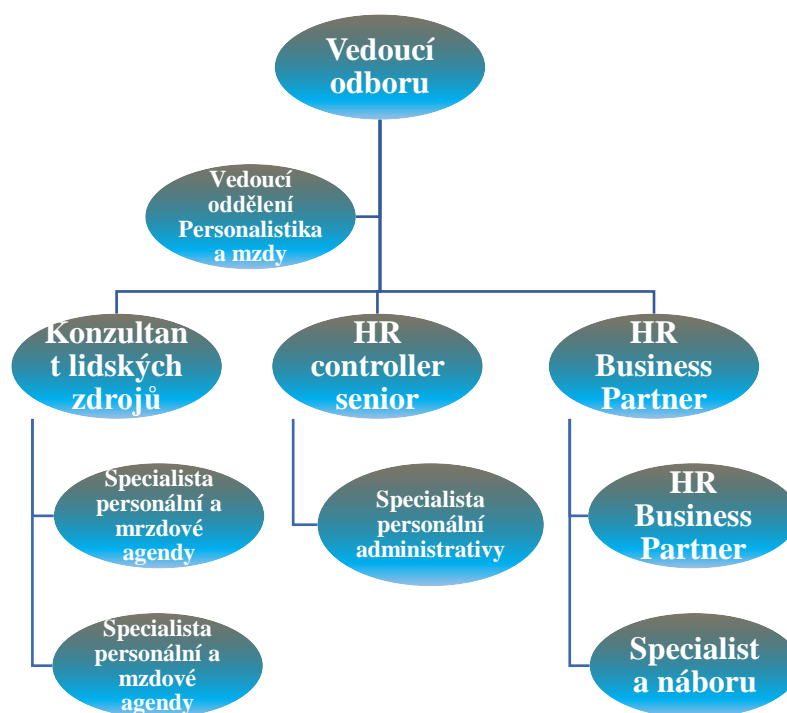 Vedoucí
odboru
Vedoucí
oddělení
Personalistika
a mzdy
Konzultan
t lidských
zdrojů
HR
controller
senior
HR
Business
Partner
Specialista
personální a
mrzdové
agendy
Specialista
personální
administrativy
HR
Business
Partner
Specialista
personální a
mzdové
agendy
Specialist
a náboru